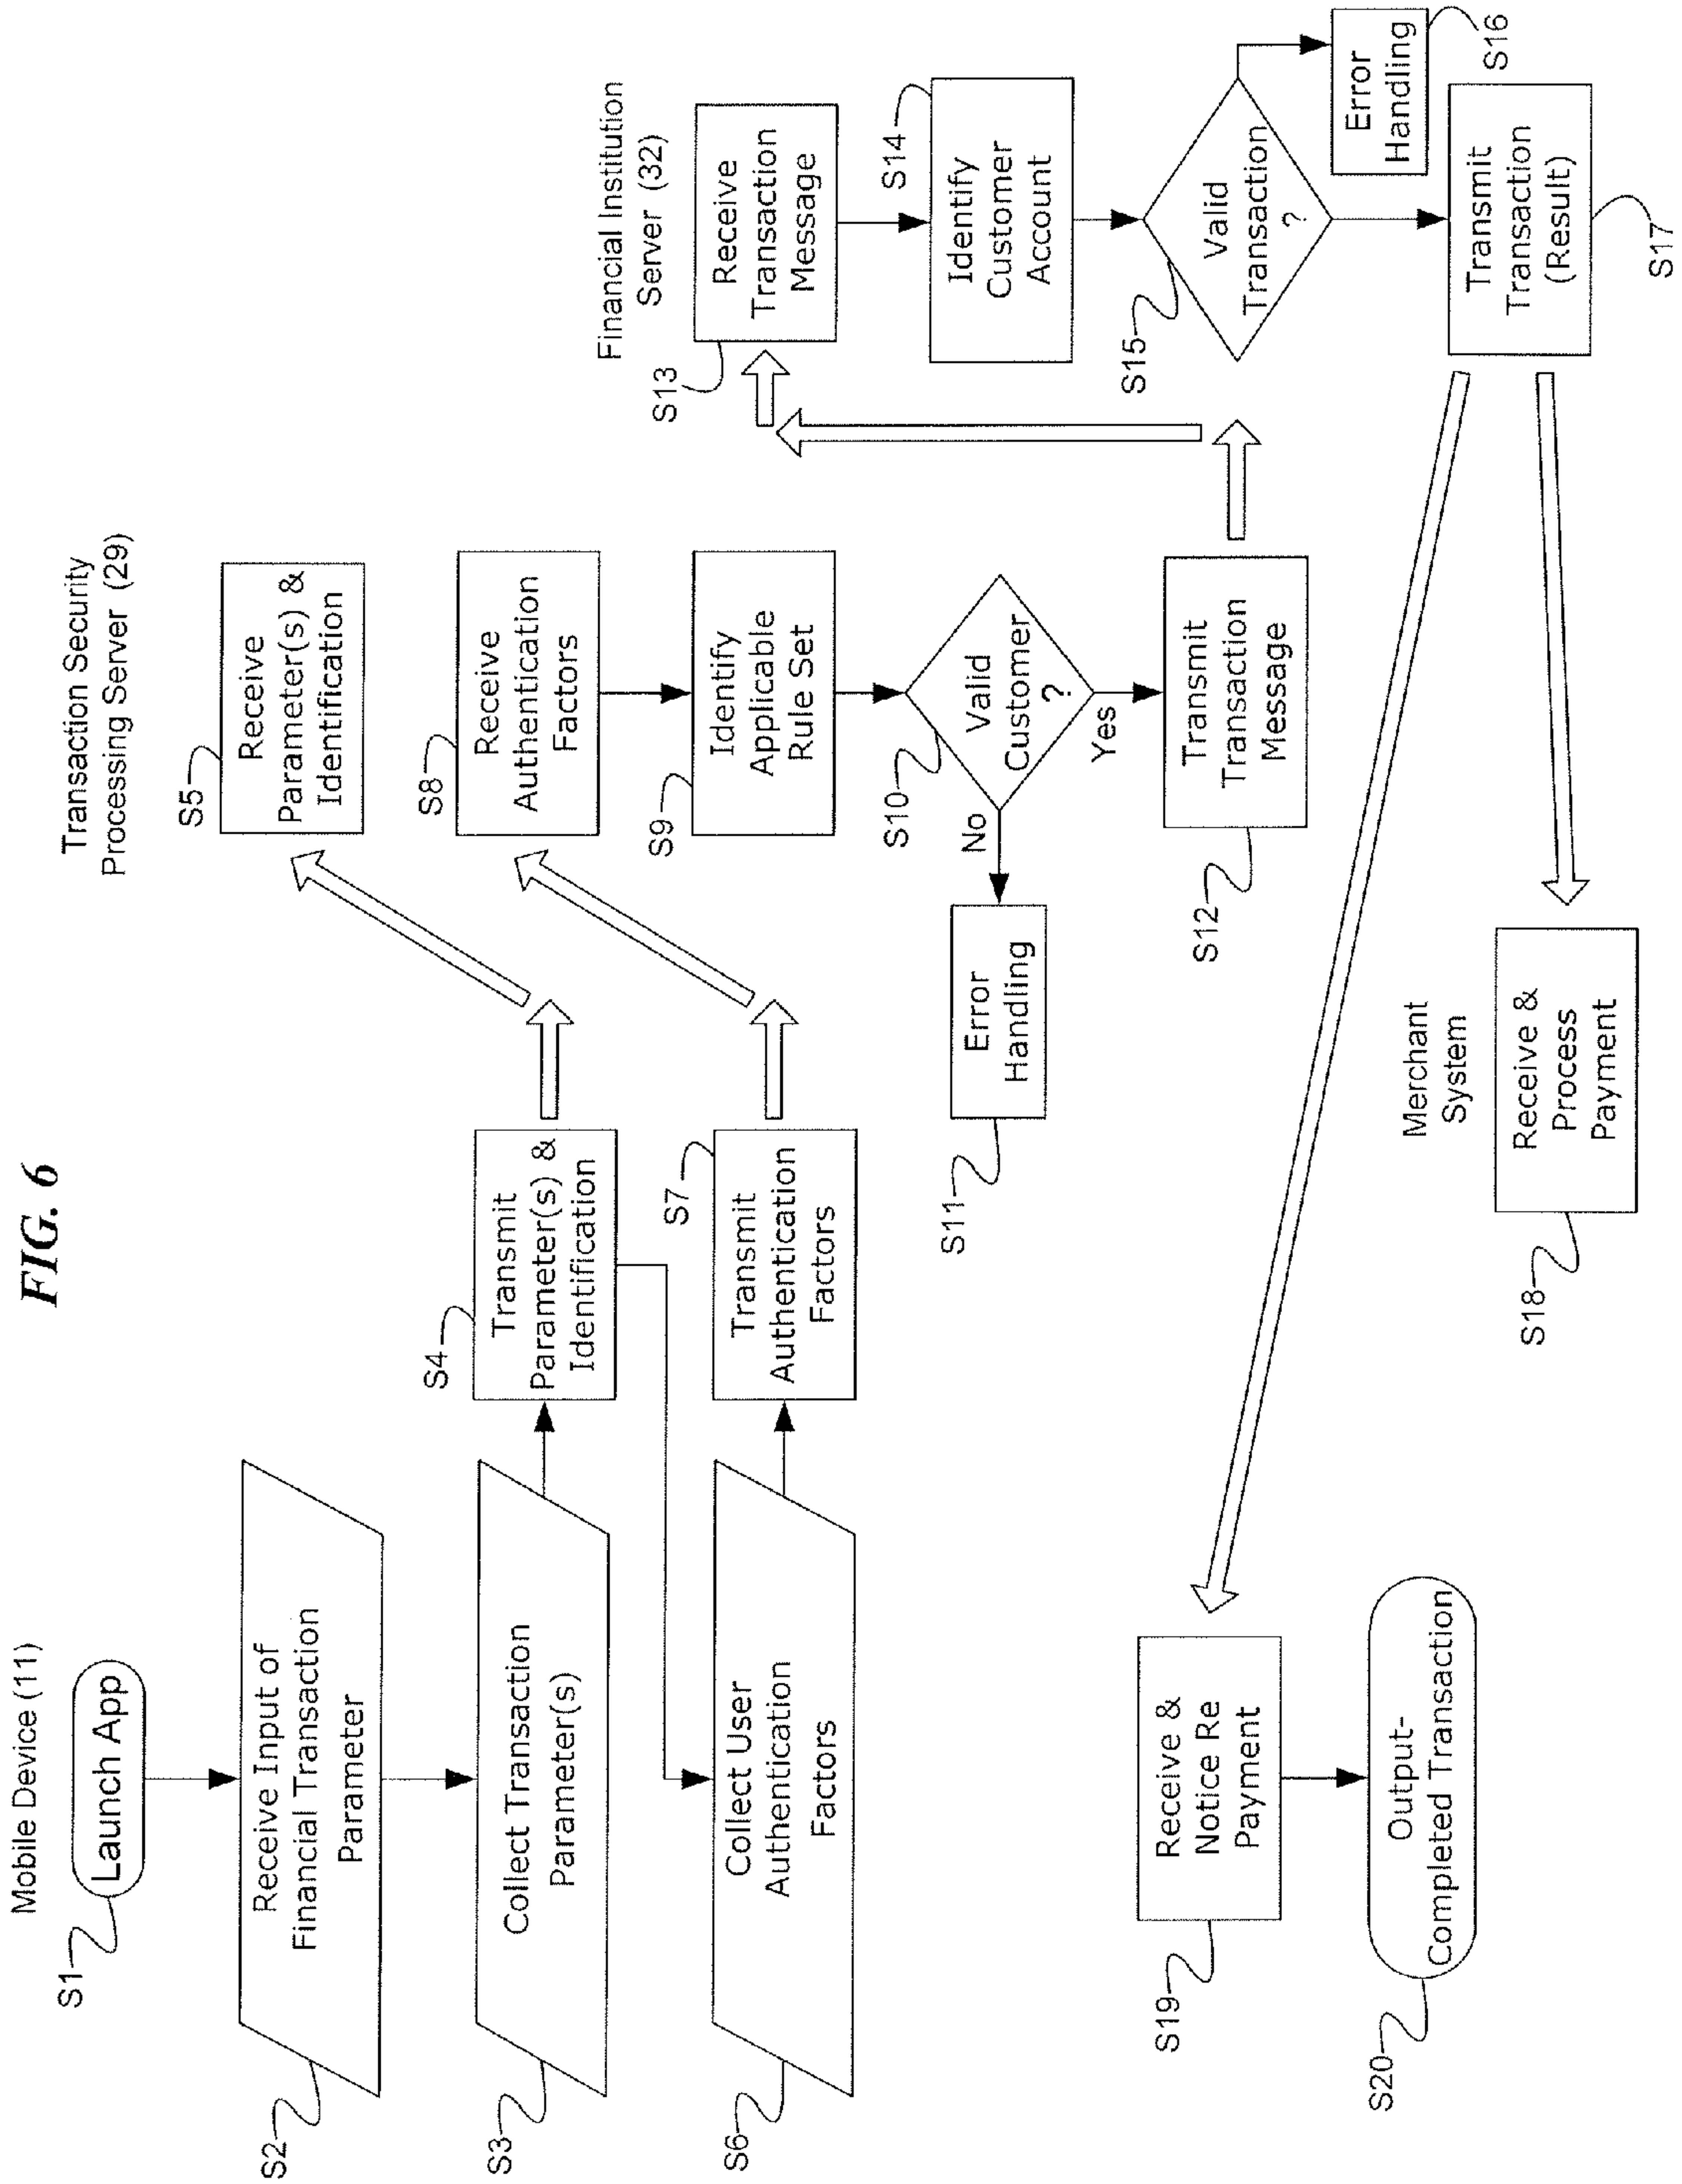 FIG. 6
Mobile Device (11)
S1
Launch App
S2
Receive Input of
Financial Transaction
Parameter
S3
Collect Transaction
Parameter(s)
S4
Transmit
Parameter(s) &
Identification
Transaction Security
Processing Server (29)
S5
Receive
Parameter(s) &
Identification
S6
Collect User
Authentication
Factors
S7
Transmit
Authentication
Factors
S8
Receive
Authentication
Factors
S9
Identify
Applicable
Rule Set
S10
Valid
Customer
?
No
Yes
S11
Error
Handling
S12
Transmit
Transaction
Message
Financial Institution
Server (32)
S13
Receive
Transaction
Message
S14
Identify
Customer
Account
S15
Valid
Transaction
?
S16
Error
Handling
S17
Transmit
Transaction
(Result)
Merchant
System
S18
Receive &
Process
Payment
S19
Receive &
Notice Re
Payment
S20
Output-
Completed Transaction